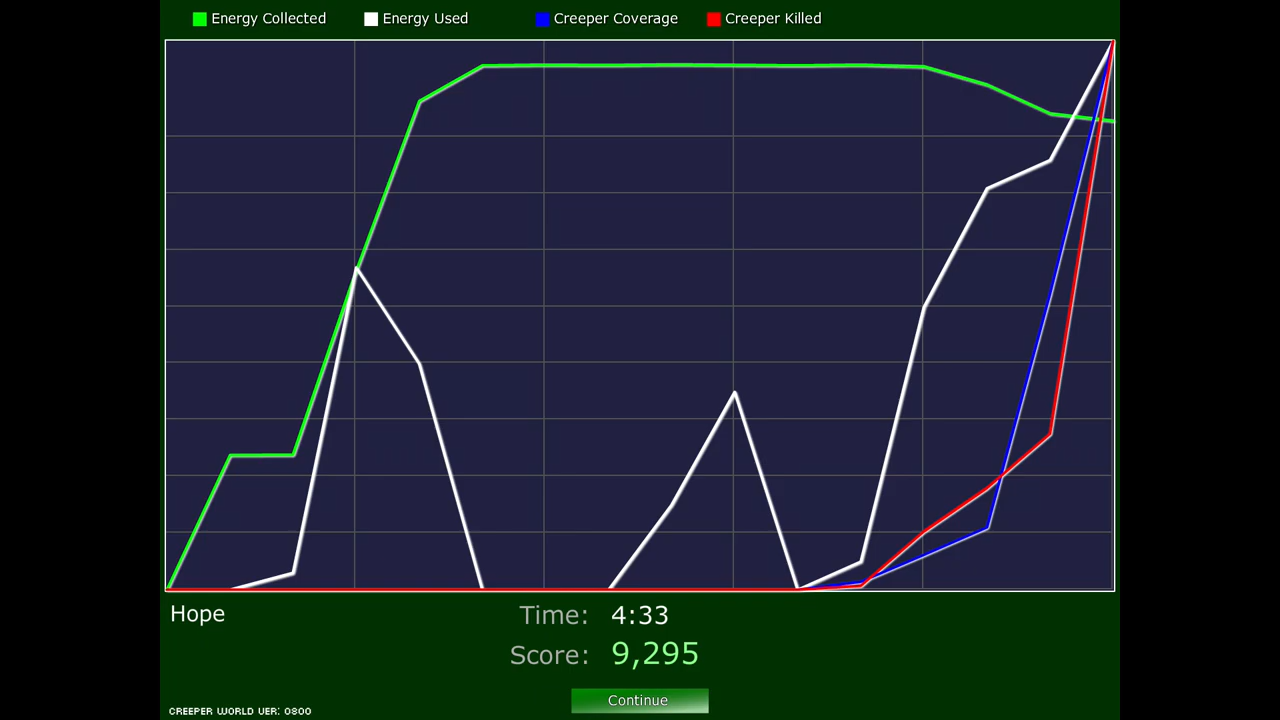 Energy Collected Energy Used Creeper Coverage Creeper Killed
Hope
Time: 4:33
Score: 9,295
Continue
CREEPER WORLD VER: 0800